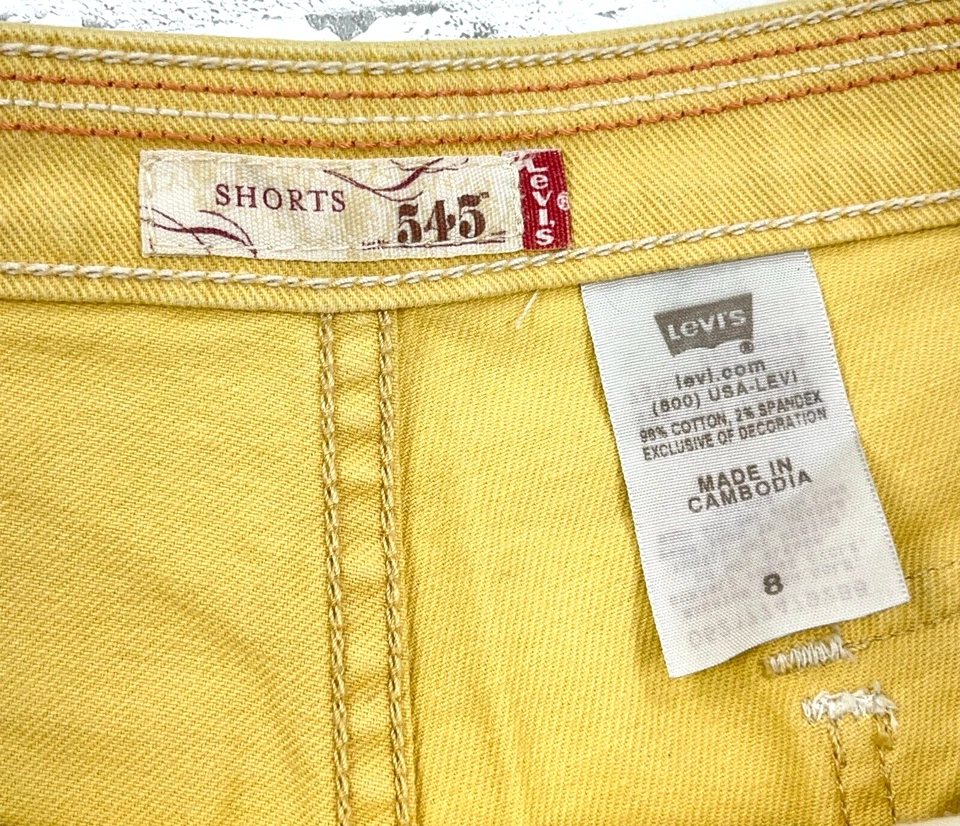 SHORTS
545
Levi's®
LEVI'S®
levi.com
(800) USA-LEVI
98% COTTON, 2% SPANDEX
EXCLUSIVE OF DECORATION
MADE IN
CAMBODIA
8